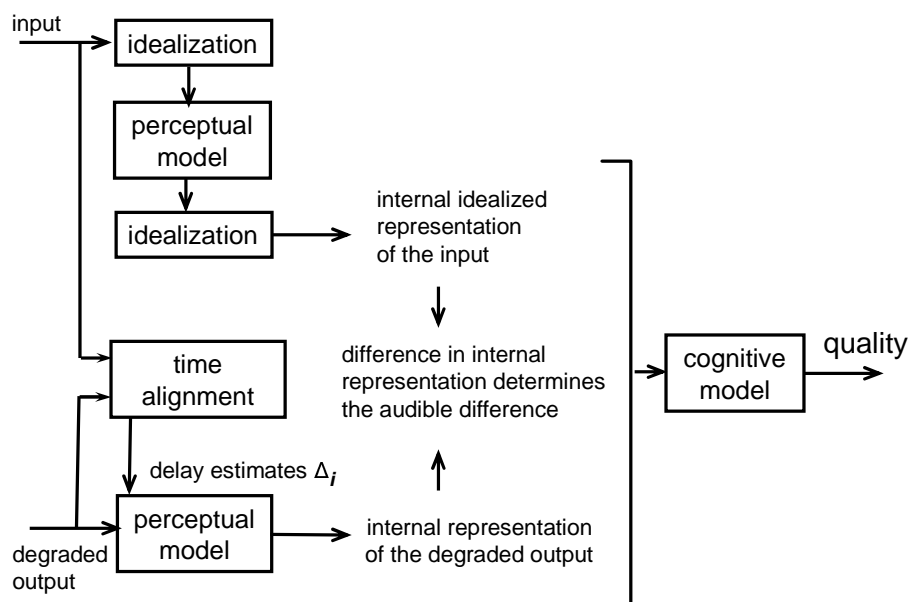 input
idealization
perceptual
model
idealization
internal idealized
representation
of the input
time
alignment
difference in internal
representation determines
the audible difference
cognitive
model
quality
delay estimates Δi
perceptual
model
internal representation
of the degraded output
degraded
output